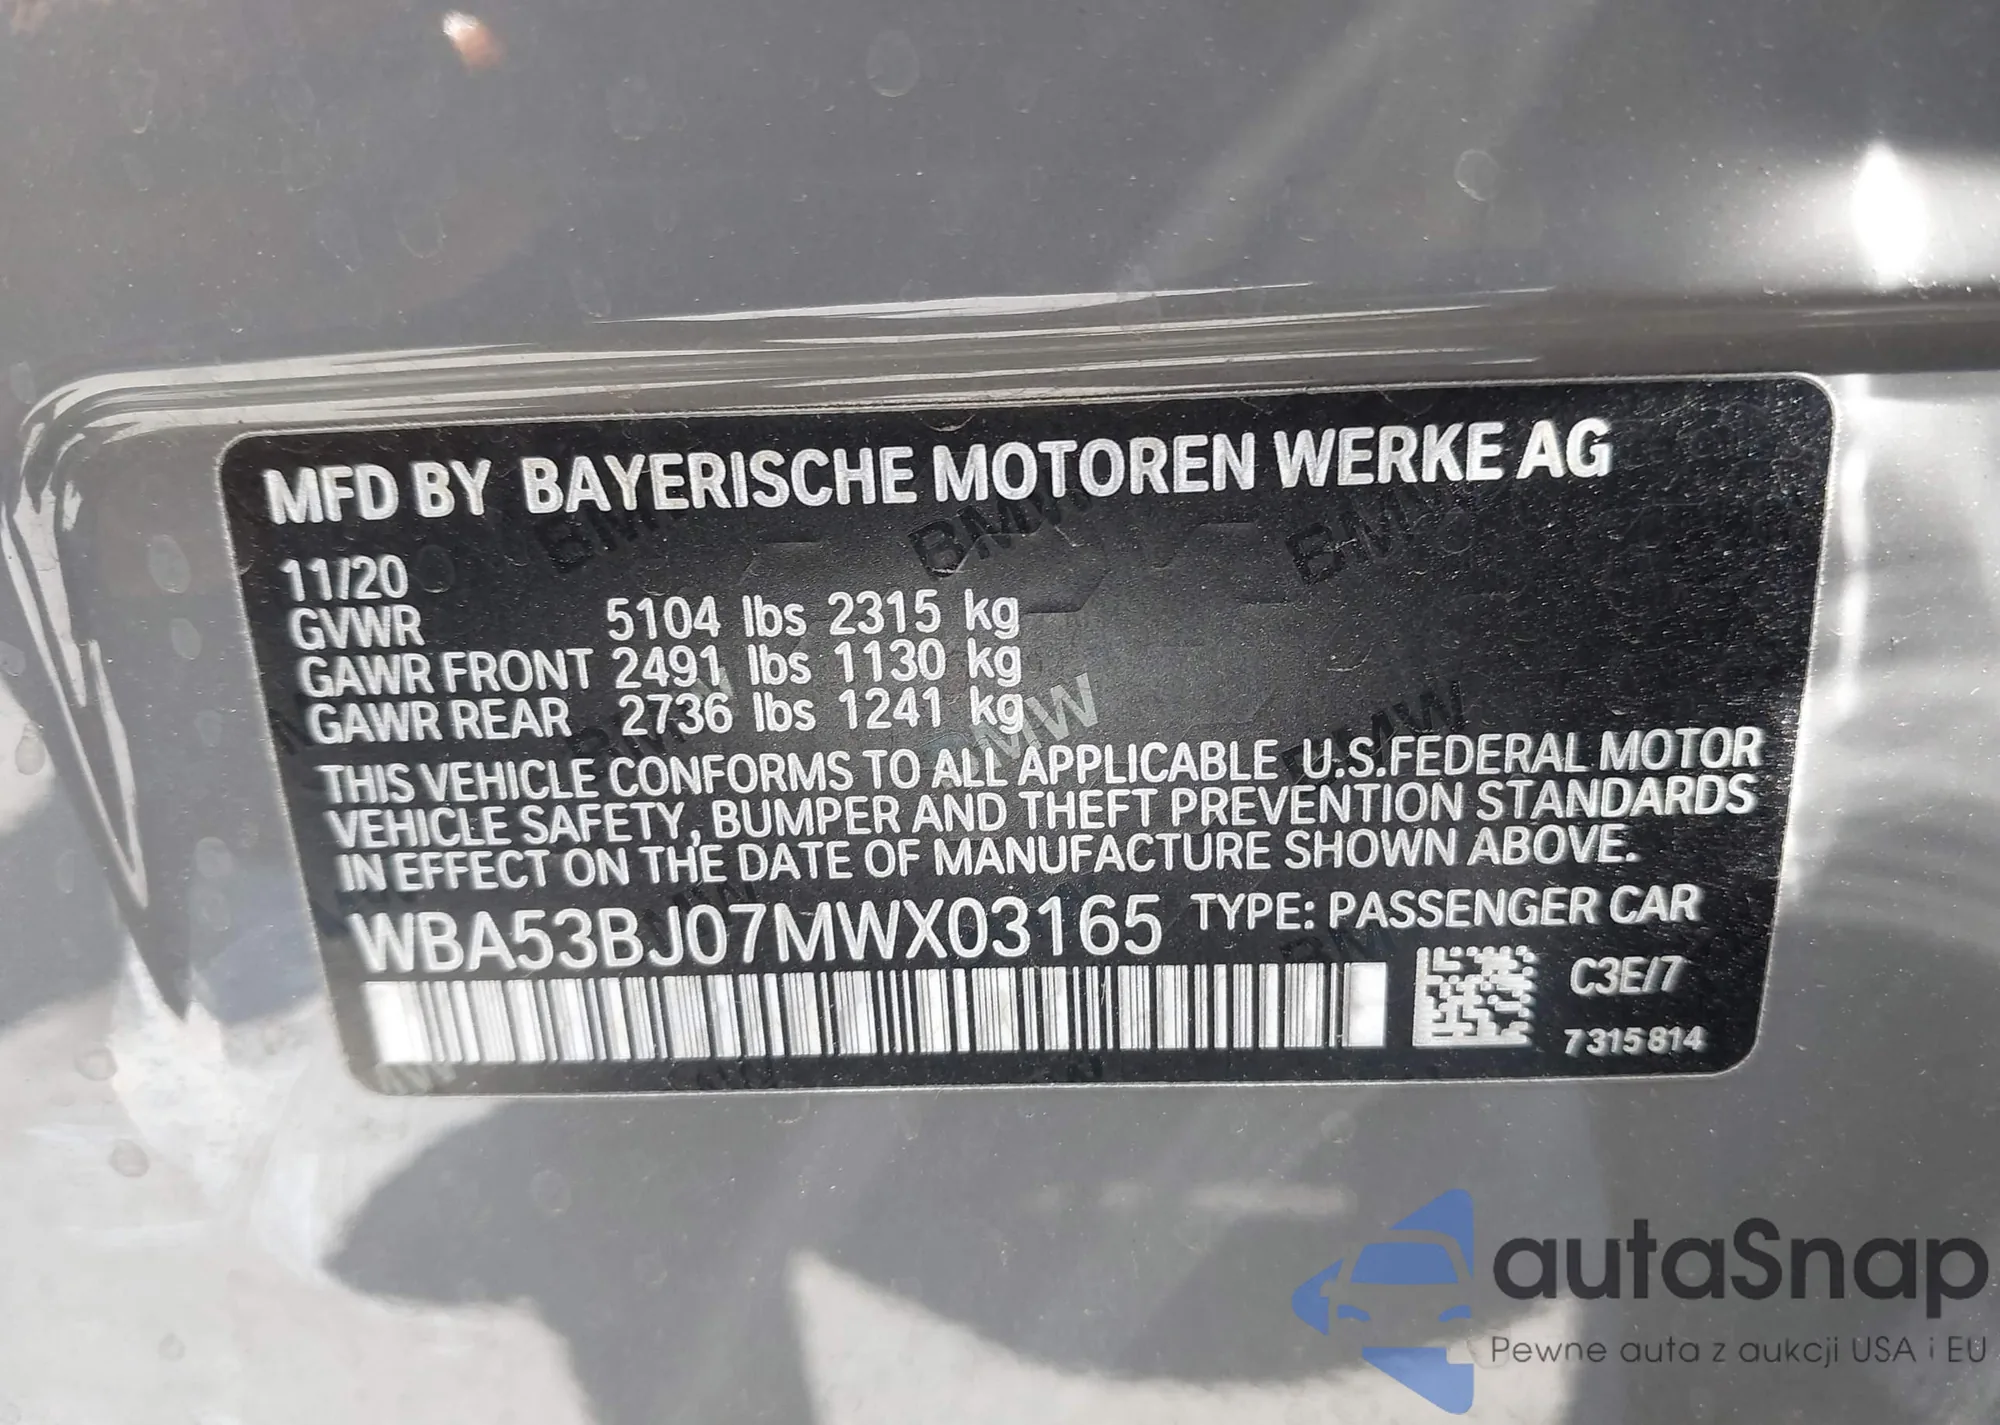 MFD BY BAYERISCHE MOTOREN WERKE AG
11/20
GVWR 5104 lbs 2315 kg
GAWR FRONT 2491 lbs 1130 kg
GAWR REAR 2736 lbs 1241 kg
THIS VEHICLE CONFORMS TO ALL APPLICABLE U.S.FEDERAL MOTOR
VEHICLE SAFETY, BUMPER AND THEFT PREVENTION STANDARDS
IN EFFECT ON THE DATE OF MANUFACTURE SHOWN ABOVE.
WBA53BJ07MWX03165 TYPE: PASSENGER CAR
C3E/7
7315814
autaSnap
Pewne auta z aukcji USA i EU